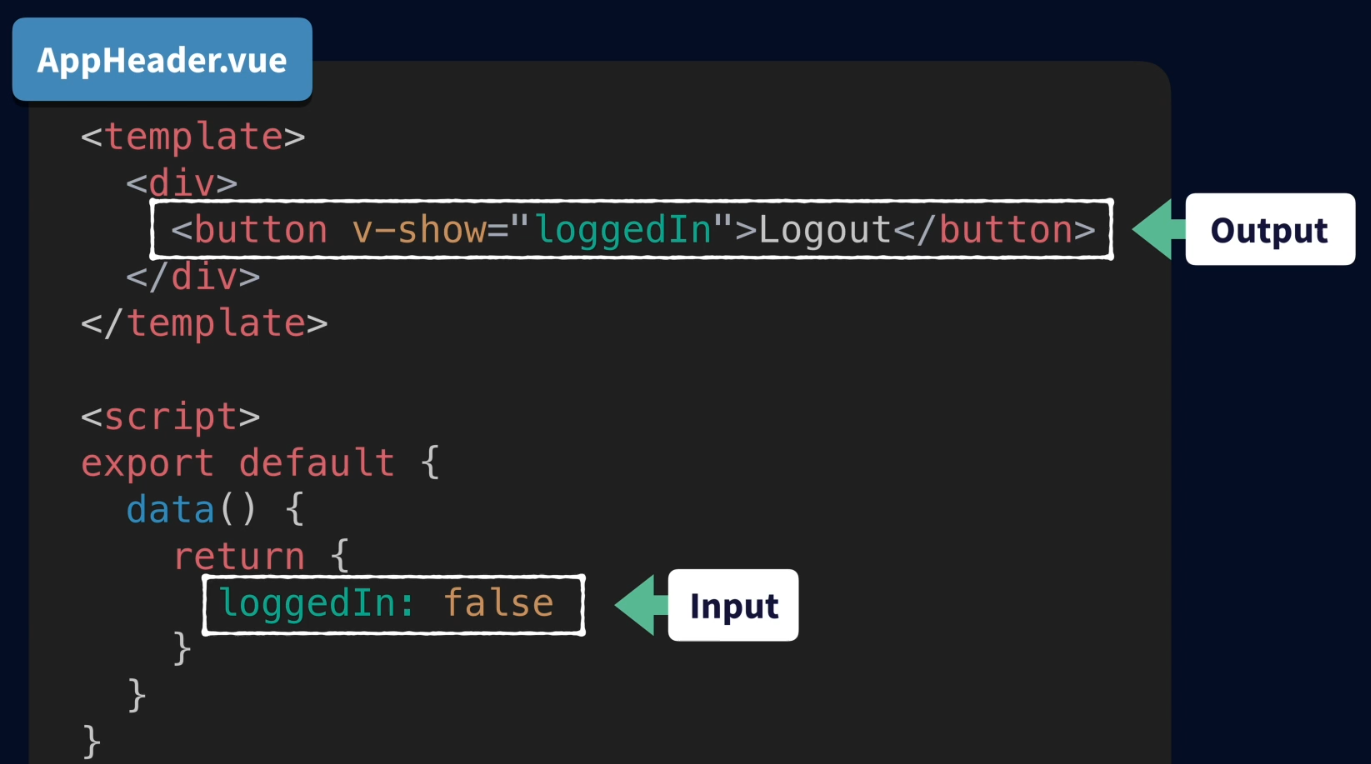 AppHeader.vue
<template>
<div>
<button v-show="loggedIn">Logout</button>
Output
</div>
</template>
<script>
export default {
data() {
return {
loggedIn: false
Input
}
}
}